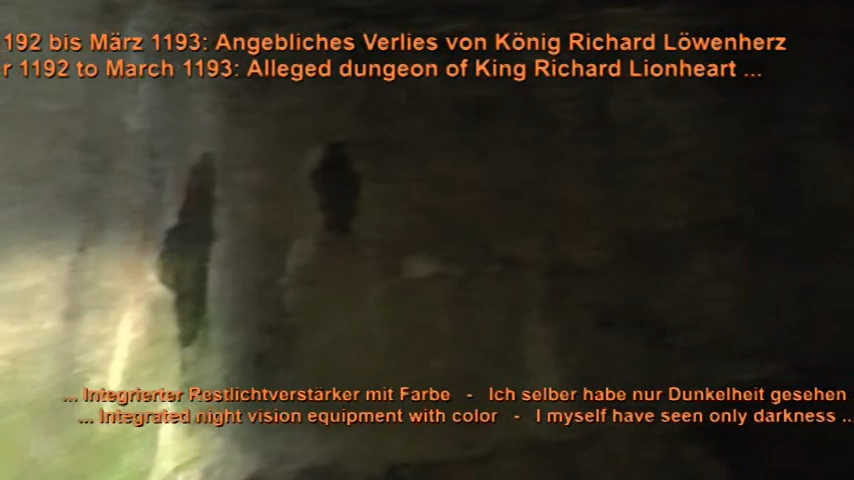 192 bis März 1193: Angebliches Verlies von König Richard Löwenherz
r 1192 to March 1193: Alleged dungeon of King Richard Lionheart ...
... Integrierter Restlichtverstärker mit Farbe - Ich selber habe nur Dunkelheit gesehen
... Integrated night vision equipment with color - I myself have seen only darkness ...